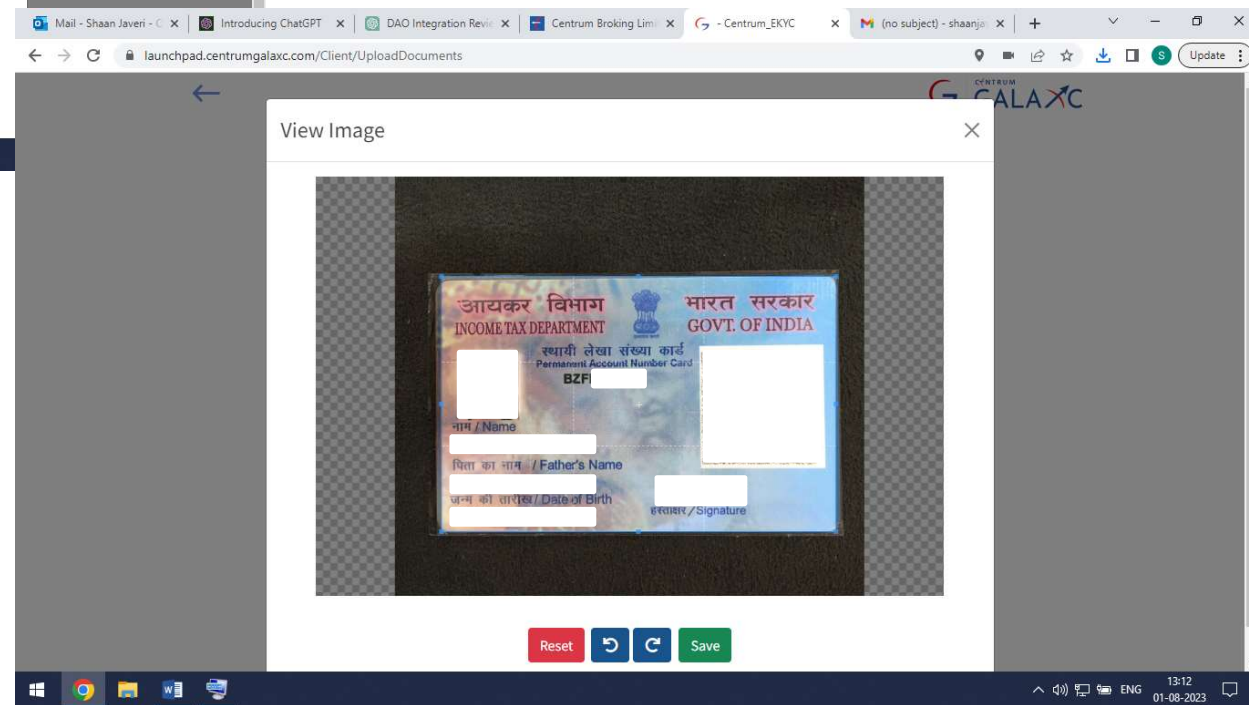 Mail - Shaan Javeri - C
Introducing ChatGPT
DAO Integration Revie
Centrum Broking Limi
- Centrum_EKYC
(no subject) - shaanja
launchpad.centrumgalaxc.com/Client/UploadDocuments
S
Update
CENTRUM
GALAXC
View Image
आयकर विभाग
INCOME TAX DEPARTMENT
भारत सरकार
GOVT. OF INDIA
स्थायी लेखा संख्या कार्ड
Permanent Account Number Card
BZF
नाम / Name
पिता का नाम / Father's Name
जन्म की तारीख / Date of Birth
हस्ताक्षर / Signature
Reset
Save
ENG
13:12
01-08-2023